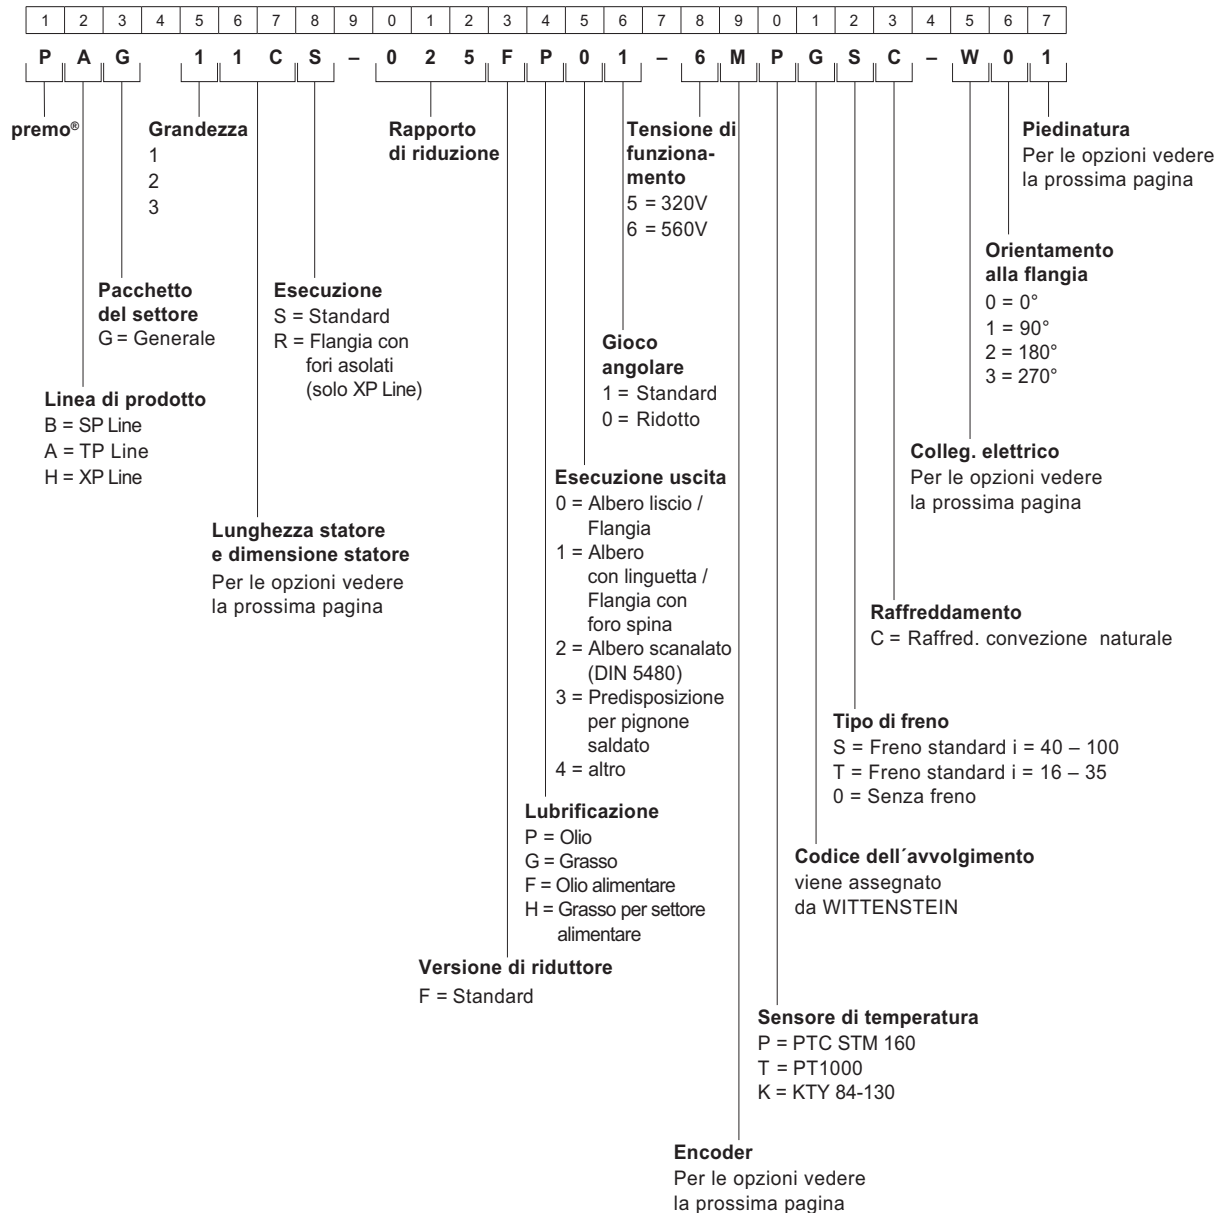 1 2 3 4 5 6 7 8 9 0 1 2 3 4 5 6 7 8 9 0 1 2 3 4 5 6 7
P A G 1 1 C S – 0 2 5 F P 0 1 – 6 M P G S C – W 0 1
premo®
Grandezza
1
2
3
Rapporto
di riduzione
Tensione di
funziona-
mento
5 = 320V
6 = 560V
Piedinatura
Per le opzioni vedere
la prossima pagina
Orientamento
alla flangia
0 = 0°
1 = 90°
2 = 180°
3 = 270°
Pacchetto
del settore
G = Generale
Esecuzione
S = Standard
R = Flangia con
fori asolati
(solo XP Line)
Gioco
angolare
1 = Standard
0 = Ridotto
Linea di prodotto
B = SP Line
A = TP Line
H = XP Line
Colleg. elettrico
Per le opzioni vedere
la prossima pagina
Esecuzione uscita
0 = Albero liscio /
Flangia
1 = Albero
con linguetta /
Flangia con
foro spina
2 = Albero scanalato
(DIN 5480)
3 = Predisposizione
per pignone
saldato
4 = altro
Lunghezza statore
e dimensione statore
Per le opzioni vedere
la prossima pagina
Raffreddamento
C = Raffred. convezione naturale
Tipo di freno
S = Freno standard i = 40 – 100
T = Freno standard i = 16 – 35
0 = Senza freno
Lubrificazione
P = Olio
G = Grasso
F = Olio alimentare
H = Grasso per settore
alimentare
Codice dell´avvolgimento
viene assegnato
da WITTENSTEIN
Versione di riduttore
F = Standard
Sensore di temperatura
P = PTC STM 160
T = PT1000
K = KTY 84-130
Encoder
Per le opzioni vedere
la prossima pagina